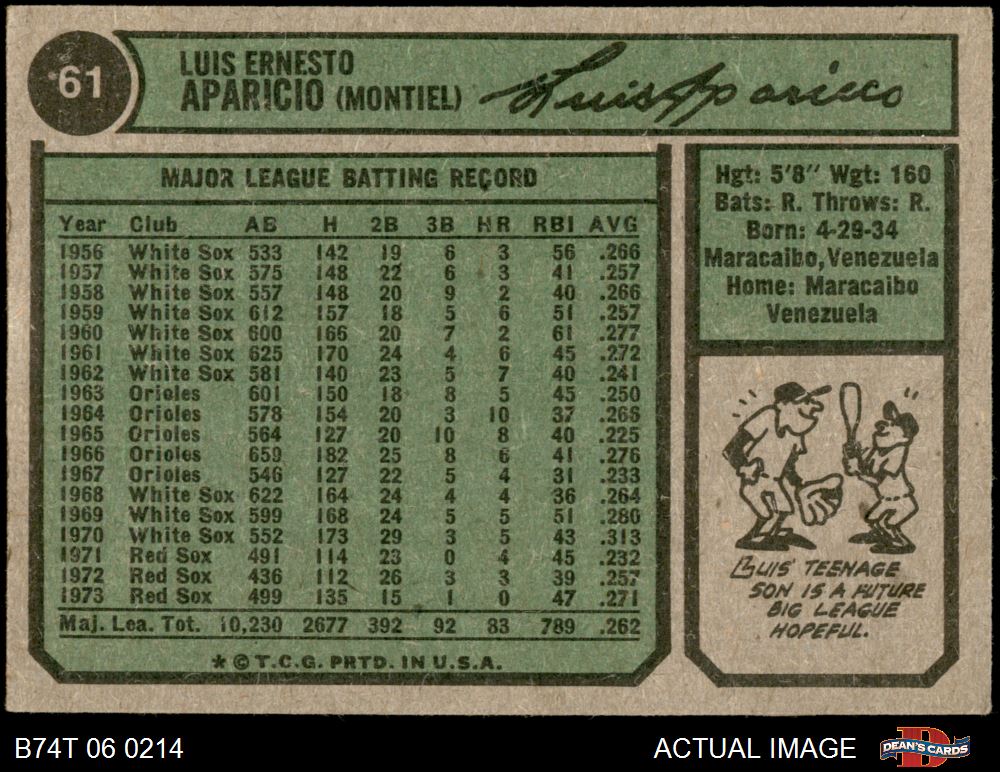 61
LUIS ERNESTO
APARICIO (MONTIEL)
Luis Aparicio
MAJOR LEAGUE BATTING RECORD
Year Club AB H 2B 3B HR RBI AVG
1956 White Sox 533 142 19 6 3 56 .266
1957 White Sox 575 148 22 6 3 41 .257
1958 White Sox 557 148 20 9 2 40 .266
1959 White Sox 612 157 18 5 6 51 .257
1960 White Sox 600 166 20 7 2 61 .277
1961 White Sox 625 170 24 4 6 45 .272
1962 White Sox 581 140 23 5 7 40 .241
1963 Orioles 601 150 18 8 5 45 .250
1964 Orioles 578 154 20 3 10 37 .266
1965 Orioles 564 127 20 10 8 40 .225
1966 Orioles 659 182 25 8 6 41 .276
1967 Orioles 546 127 22 5 4 31 .233
1968 White Sox 622 164 24 4 4 36 .264
1969 White Sox 599 168 24 5 5 51 .280
1970 White Sox 552 173 29 3 5 43 .313
1971 Red Sox 491 114 23 0 4 45 .232
1972 Red Sox 436 112 26 3 3 39 .257
1973 Red Sox 499 135 15 1 0 47 .271
Maj. Lea. Tot. 10,230 2677 392 92 83 789 .262
* © T.C.G. PRTD. IN U.S.A.
Hgt: 5'8" Wgt: 160
Bats: R. Throws: R.
Born: 4-29-34
Maracaibo, Venezuela
Home: Maracaibo
Venezuela
LUIS' TEENAGE
SON IS A FUTURE
BIG LEAGUE
HOPEFUL.
B74T 06 0214
ACTUAL IMAGE
D
DEAN'S CARDS